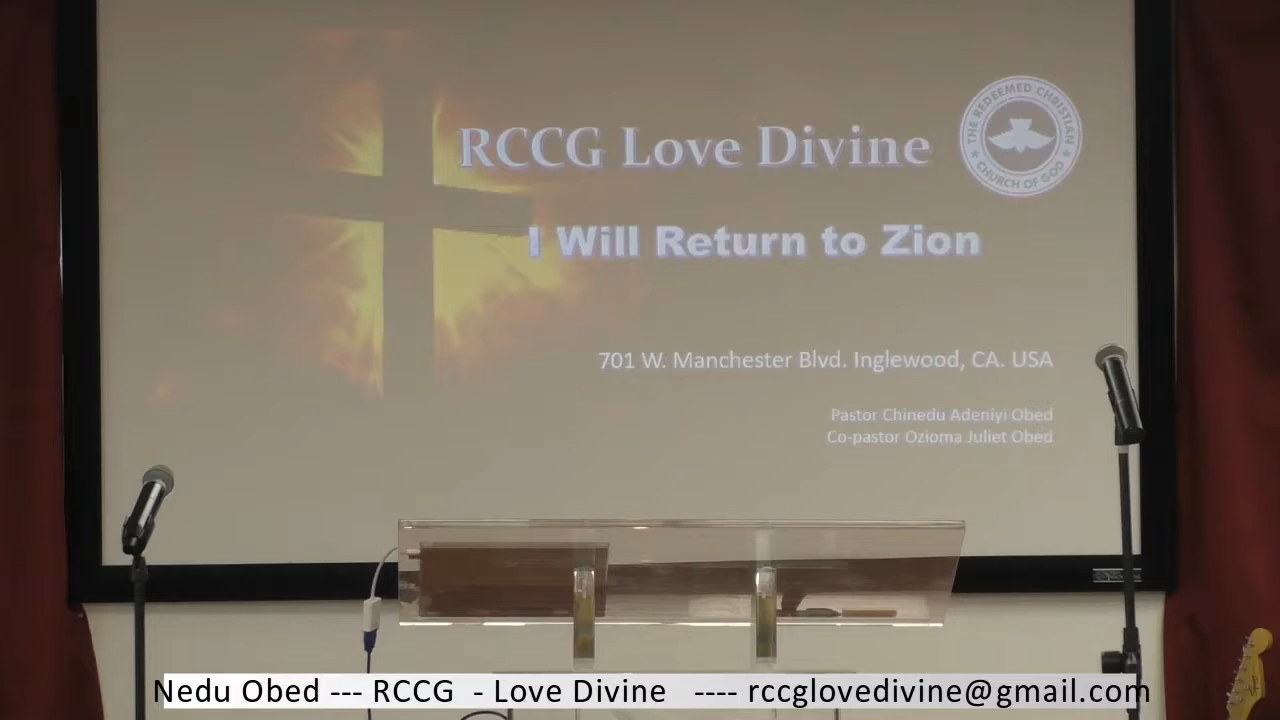 RCCG Love Divine
THE REDEEMED CHRISTIAN
CHURCH OF GOD
I Will Return to Zion
701 W. Manchester Blvd. Inglewood, CA. USA
Pastor Chinedu Adeniyi Obed
Co-pastor Ozioma Juliet Obed
Nedu Obed --- RCCG - Love Divine ---- rccglovedivine@gmail.com